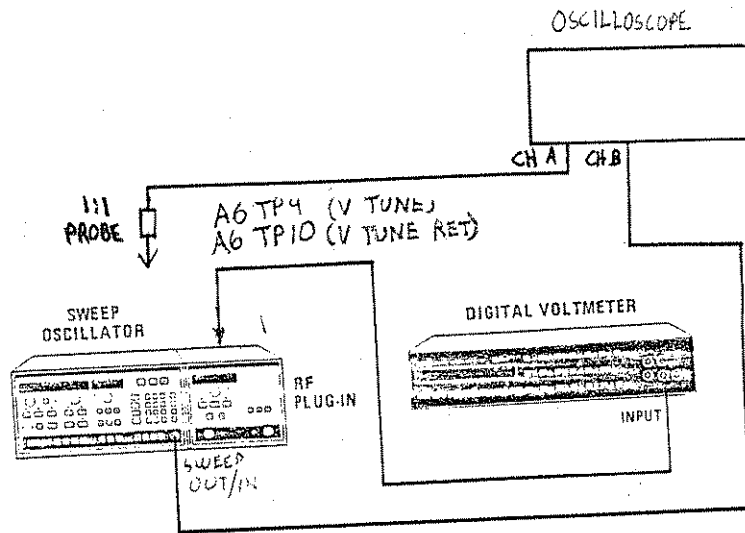 OSCILLOSCOPE
CH A CH B
1:1
PROBE
A6 TP4 (V TUNE)
A6 TP10 (V TUNE RET)
SWEEP
OSCILLATOR
DIGITAL VOLTMETER
RF
PLUG-IN
INPUT
SWEEP
OUT/IN